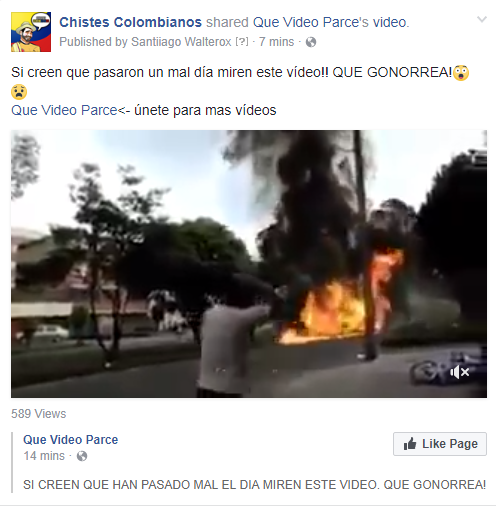 Chistes Colombianos shared Que Video Parce's video.
Published by Santiiago Walterox [?] · 7 mins ·
Si creen que pasaron un mal día miren este vídeo!! QUE GONORREA!
Que Video Parce<- únete para mas vídeos
589 Views
Que Video Parce
14 mins ·
Like Page
SI CREEN QUE HAN PASADO MAL EL DIA MIREN ESTE VIDEO. QUE GONORREA!